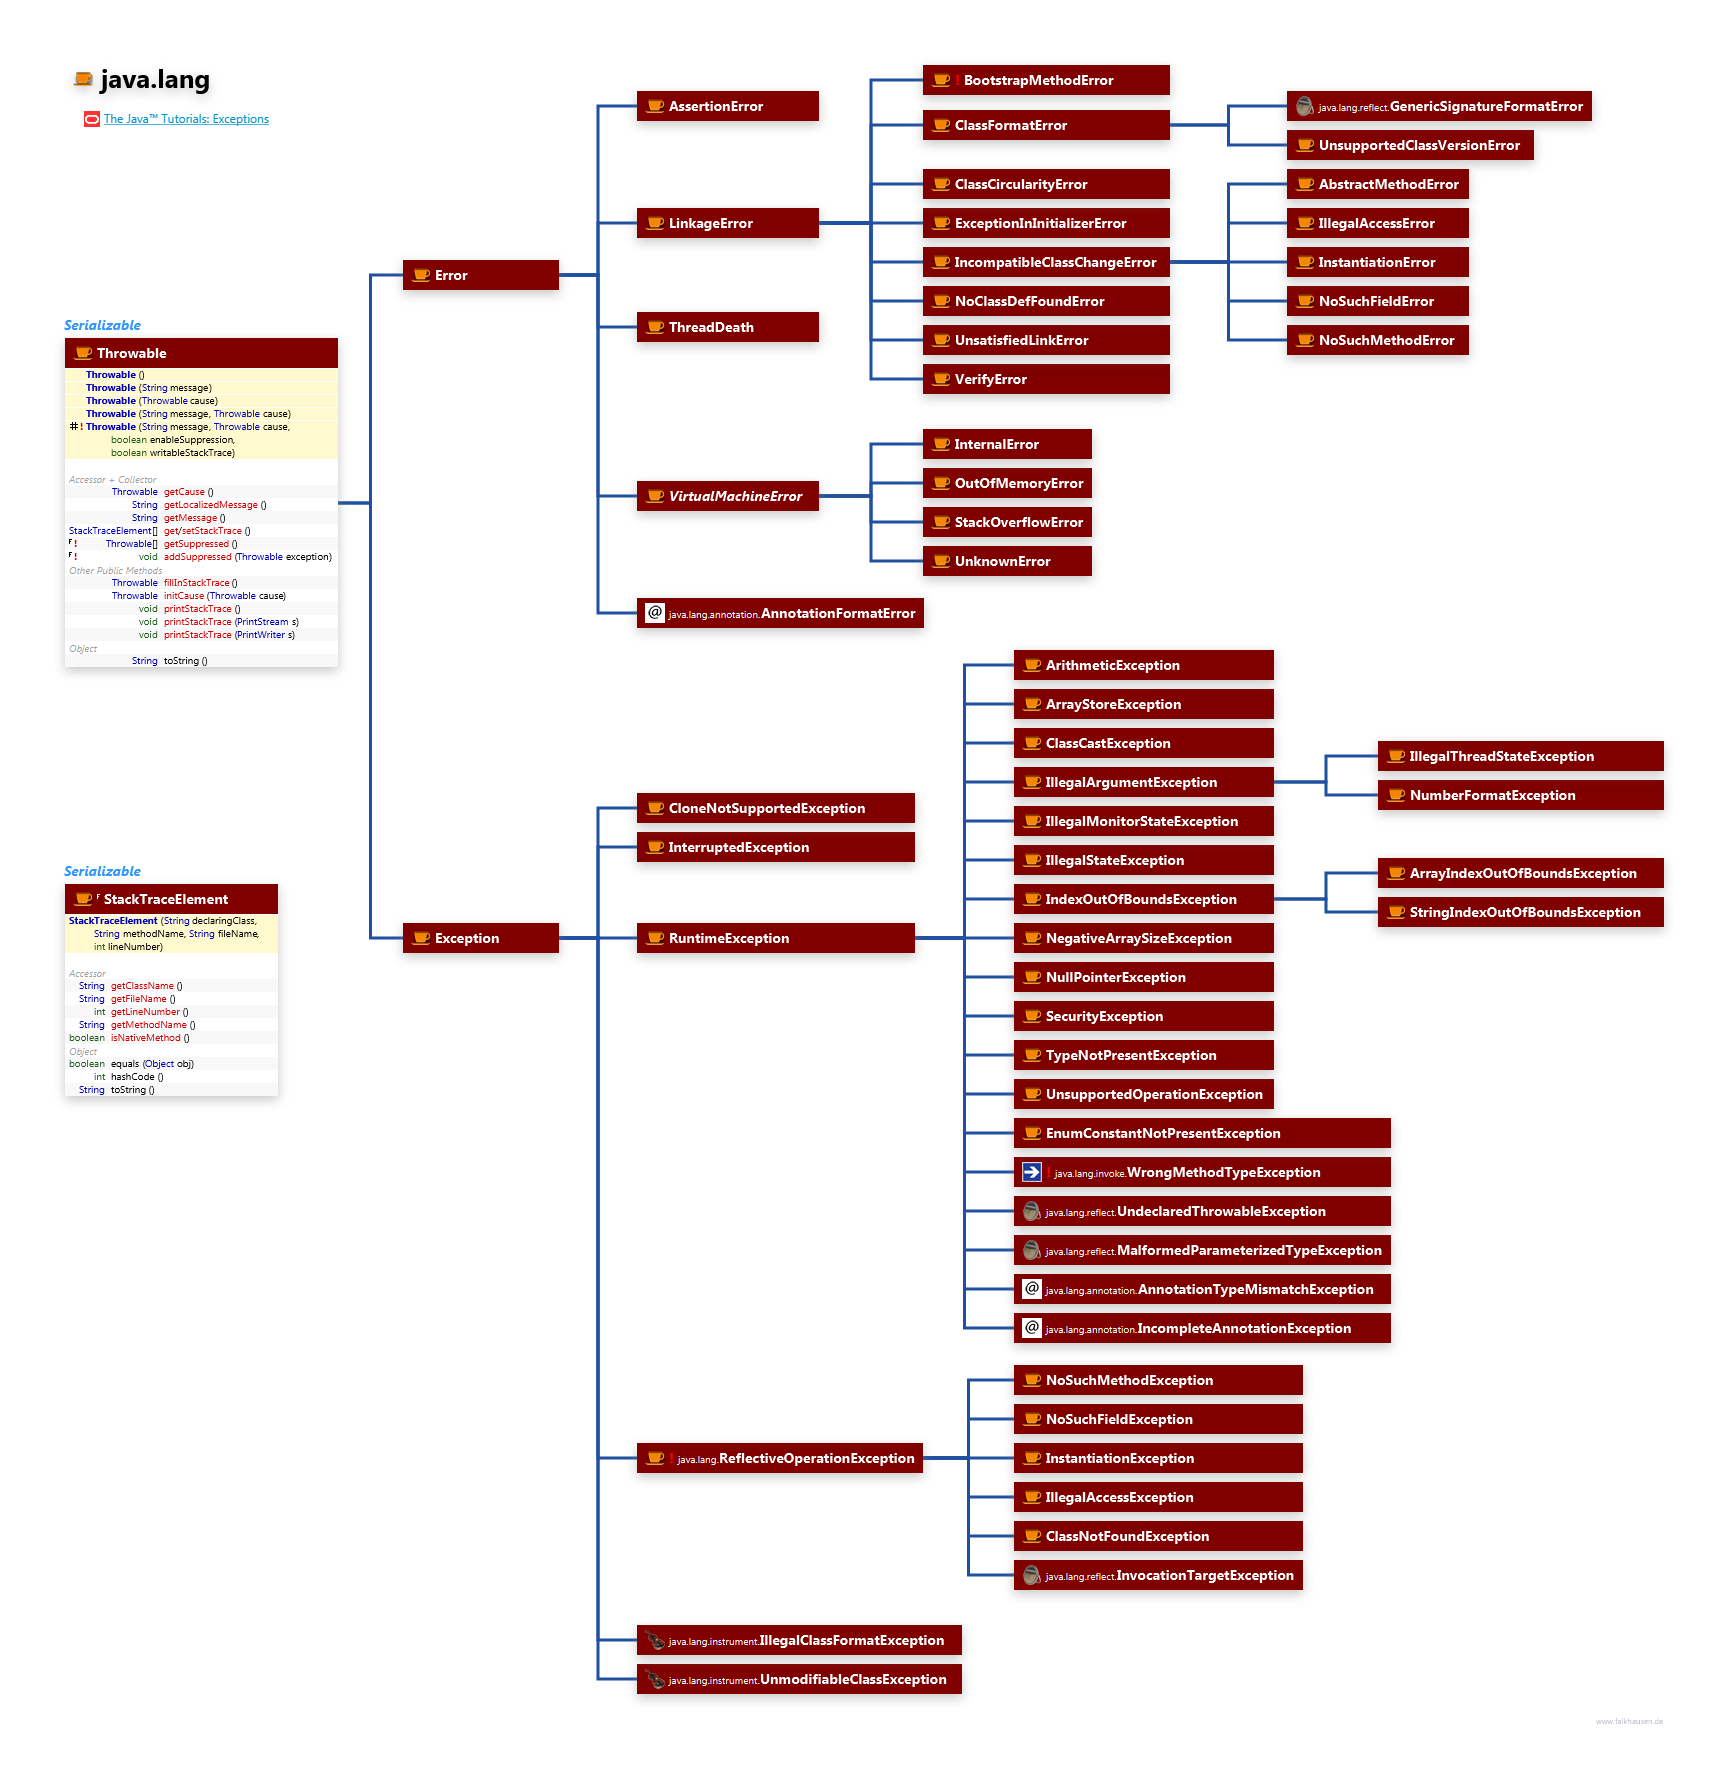 java.lang
The Java™ Tutorials: Exceptions
Serializable
Throwable
Throwable ()
Throwable (String message)
Throwable (Throwable cause)
Throwable (String message, Throwable cause)
#! Throwable (String message, Throwable cause,
boolean enableSuppression,
boolean writableStackTrace)
Accessor + Collector
Throwable getCause ()
String getLocalizedMessage ()
String getMessage ()
StackTraceElement[] get/setStackTrace ()
F ! Throwable[] getSuppressed ()
F ! void addSuppressed (Throwable exception)
Other Public Methods
Throwable fillInStackTrace ()
Throwable initCause (Throwable cause)
void printStackTrace ()
void printStackTrace (PrintStream s)
void printStackTrace (PrintWriter s)
Object
String toString ()
Serializable
F StackTraceElement
StackTraceElement (String declaringClass,
String methodName, String fileName,
int lineNumber)
Accessor
String getClassName ()
String getFileName ()
int getLineNumber ()
String getMethodName ()
boolean isNativeMethod ()
Object
boolean equals (Object obj)
int hashCode ()
String toString ()
Error
AssertionError
LinkageError
! BootstrapMethodError
ClassFormatError
java.lang.reflect.GenericSignatureFormatError
UnsupportedClassVersionError
ClassCircularityError
ExceptionInInitializerError
IncompatibleClassChangeError
AbstractMethodError
IllegalAccessError
InstantiationError
NoSuchFieldError
NoSuchMethodError
NoClassDefFoundError
UnsatisfiedLinkError
VerifyError
ThreadDeath
VirtualMachineError
InternalError
OutOfMemoryError
StackOverflowError
UnknownError
@ java.lang.annotation.AnnotationFormatError
Exception
CloneNotSupportedException
InterruptedException
RuntimeException
ArithmeticException
ArrayStoreException
ClassCastException
IllegalArgumentException
IllegalThreadStateException
NumberFormatException
IllegalMonitorStateException
IllegalStateException
IndexOutOfBoundsException
ArrayIndexOutOfBoundsException
StringIndexOutOfBoundsException
NegativeArraySizeException
NullPointerException
SecurityException
TypeNotPresentException
UnsupportedOperationException
EnumConstantNotPresentException
! java.lang.invoke.WrongMethodTypeException
java.lang.reflect.UndeclaredThrowableException
java.lang.reflect.MalformedParameterizedTypeException
@ java.lang.annotation.AnnotationTypeMismatchException
@ java.lang.annotation.IncompleteAnnotationException
! java.lang.ReflectiveOperationException
NoSuchMethodException
NoSuchFieldException
InstantiationException
IllegalAccessException
ClassNotFoundException
java.lang.reflect.InvocationTargetException
java.lang.instrument.IllegalClassFormatException
java.lang.instrument.UnmodifiableClassException
www.falkhausen.de